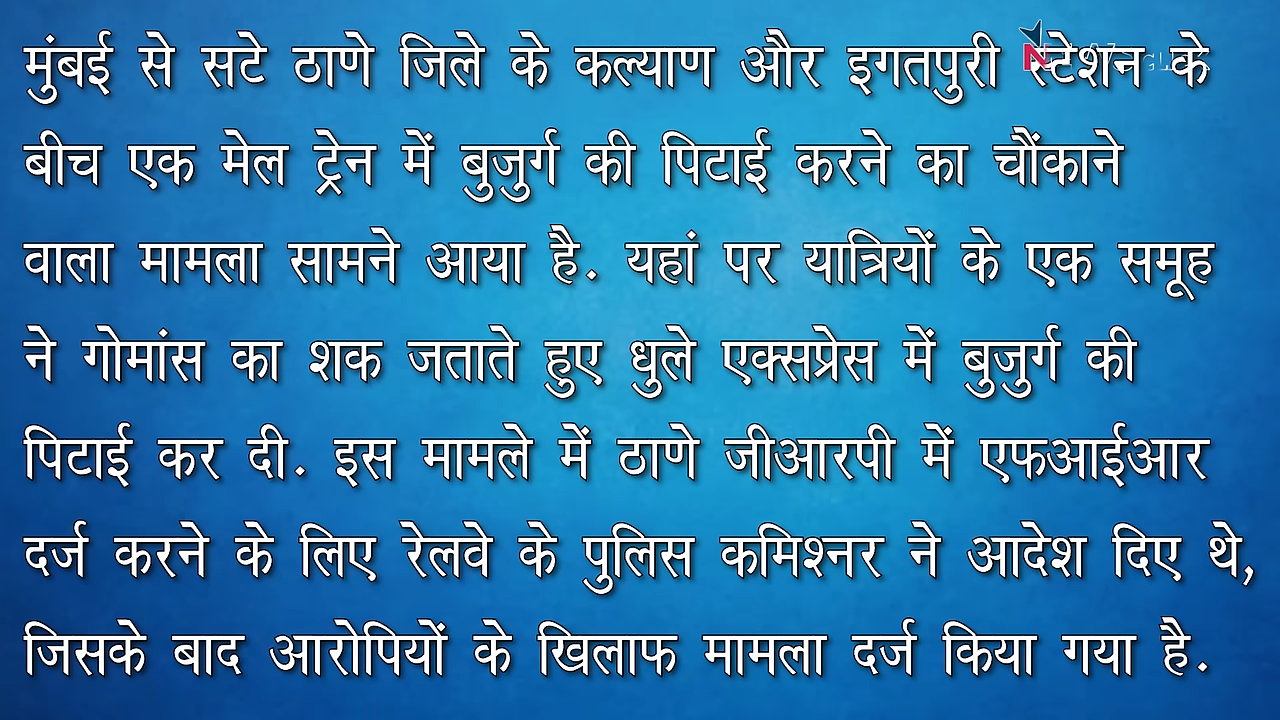 मुंबई से सटे ठाणे जिले के कल्याण और इगतपुरी स्टेशन के
बीच एक मेल ट्रेन में बुजुर्ग की पिटाई करने का चौंकाने
वाला मामला सामने आया है. यहां पर यात्रियों के एक समूह
ने गोमांस का शक जताते हुए धुले एक्सप्रेस में बुजुर्ग की
पिटाई कर दी. इस मामले में ठाणे जीआरपी में एफआईआर
दर्ज करने के लिए रेलवे के पुलिस कमिश्नर ने आदेश दिए थे,
जिसके बाद आरोपियों के खिलाफ मामला दर्ज किया गया है.